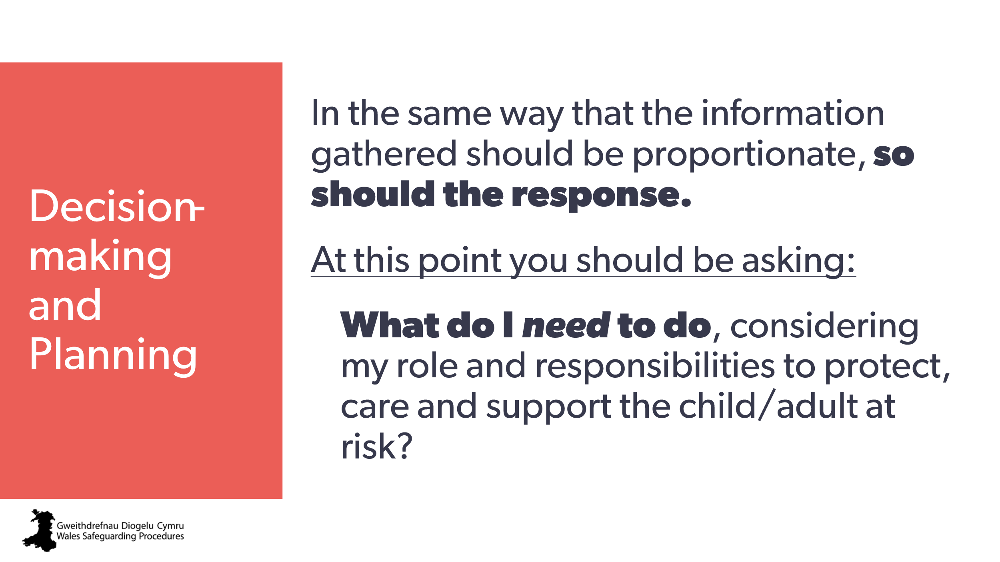 Decision-
making
and
Planning
In the same way that the information
gathered should be proportionate, so
should the response.
At this point you should be asking:
What do I need to do, considering
my role and responsibilities to protect,
care and support the child/adult at
risk?
Gweithdrefnau Diogelu Cymru
Wales Safeguarding Procedures